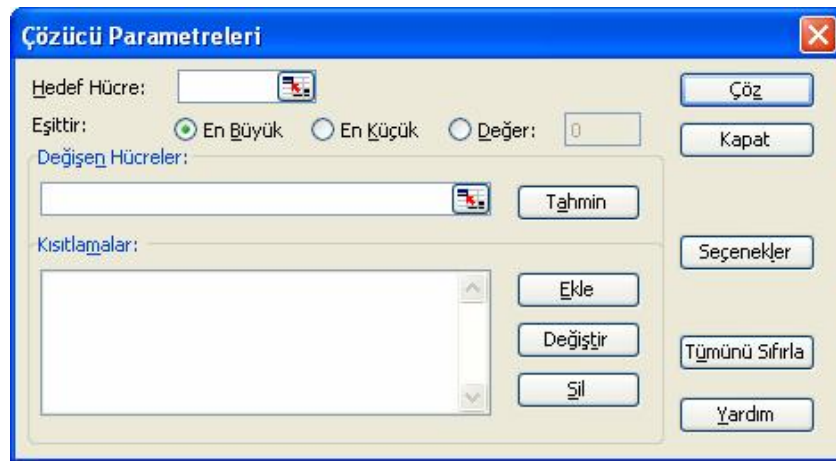 Çözücü Parametreleri
Hedef Hücre:
Çöz
Eşittir:
En Büyük
En Küçük
Değer:
0
Kapat
Değişen Hücreler:
Tahmin
Kısıtlamalar:
Seçenekler
Ekle
Değiştir
Tümünü Sıfırla
Sil
Yardım